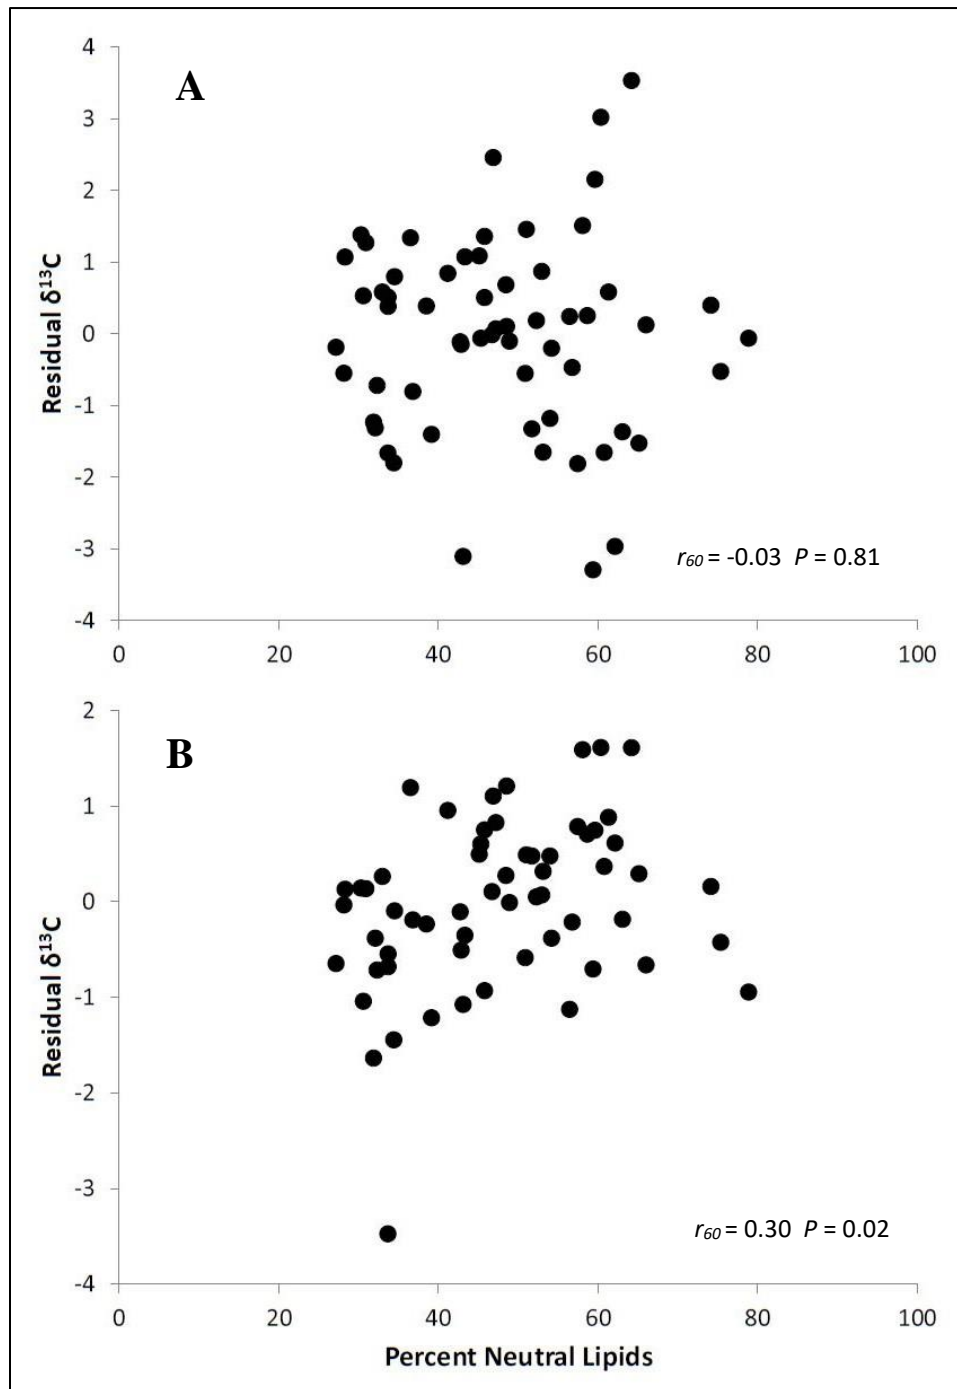 A
4
3
2
1
0
-1
-2
-3
-4
Residual δ13C
r60 = -0.03 P = 0.81
0 20 40 60 80 100
B
2
1
0
-1
-2
-3
-4
Residual δ13C
r60 = 0.30 P = 0.02
0 20 40 60 80 100
Percent Neutral Lipids